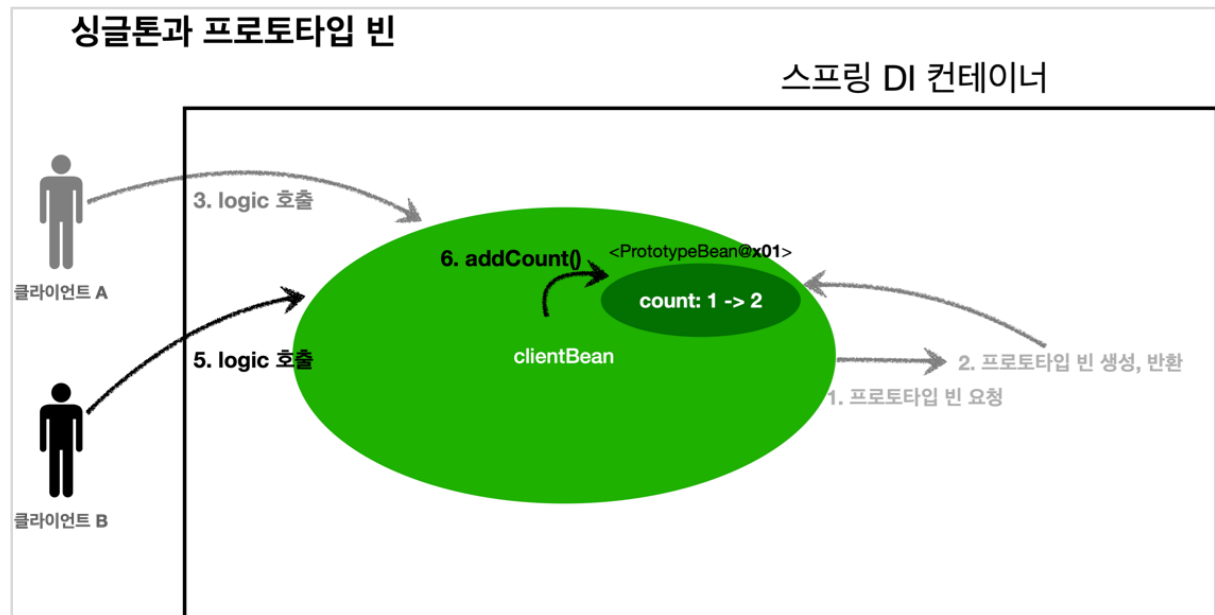 싱글톤과 프로토타입 빈
스프링 DI 컨테이너
3. logic 호출
클라이언트 A
6. addCount()
<PrototypeBean@x01>
count: 1 -> 2
5. logic 호출
clientBean
2. 프로토타입 빈 생성, 반환
1. 프로토타입 빈 요청
클라이언트 B